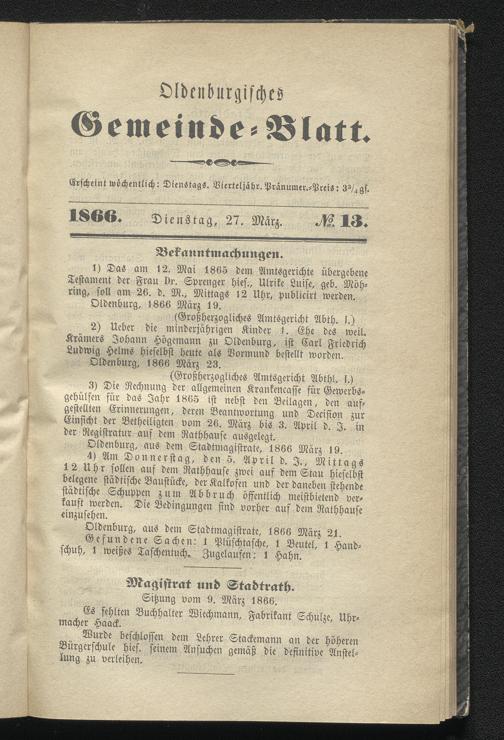 Oldenburgisches
Gemeinde-Blatt.
Erscheint wöchentlich: Dienstags. Vierteljähr. Pränumer.-Preis: 3¾ gs.
1866. Dienstag, 27. März. № 13.
Bekanntmachungen.
1) Das am 12. Mai 1865 dem Amtsgerichte übergebene
Testament der Frau Dr. Sprenger hies., Ulrike Luise, geb. Möh-
ring, soll am 26. d. M., Mittags 12 Uhr, publicirt werden.
Oldenburg, 1866 März 19.
(Großherzogliches Amtsgericht Abth. I.)
2) Ueber die minderjährigen Kinder 1. Ehe des weil.
Krämers Johann Högemann zu Oldenburg, ist Carl Friedrich
Ludwig Helms hieselbst heute als Vormund bestellt worden.
Oldenburg, 1866 März 23.
(Großherzogliches Amtsgericht Abthl. I.)
3) Die Rechnung der allgemeinen Krankencasse für Gewerbs-
gehülfen für das Jahr 1865 ist nebst den Beilagen, den auf-
gestellten Erinnerungen, deren Beantwortung und Decision zur
Einsicht der Betheiligten vom 26. März bis 3. April d. J. in
der Registratur auf dem Rathhause ausgelegt.
Oldenburg, aus dem Stadtmagistrate, 1866 März 19.
4) Am Donnerstag, den 5. April d. J., Mittags
12 Uhr sollen auf dem Rathhause zwei auf dem Stau hieselbst
belegene städtische Baustücke, der Kalkofen und der daneben stehende
städtische Schuppen zum Abbruch öffentlich meistbietend ver-
kauft werden. Die Bedingungen sind vorher auf dem Rathhause
einzusehen.
Oldenburg, aus dem Stadtmagistrate, 1866 März 21.
Gefundene Sachen: 1 Plüschtasche, 1 Beutel, 1 Hand-
schuh, 1 weißes Taschentuch. Zugelaufen: 1 Hahn.
Magistrat und Stadtrath.
Sitzung vom 9. März 1866.
Es fehlten Buchhalter Wiechmann, Fabrikant Schulze, Uhr-
macher Haack.
Wurde beschlossen dem Lehrer Stackemann an der höheren
Bürgerschule hies. seinem Ansuchen gemäß die definitive Anstel-
lung zu verleihen.